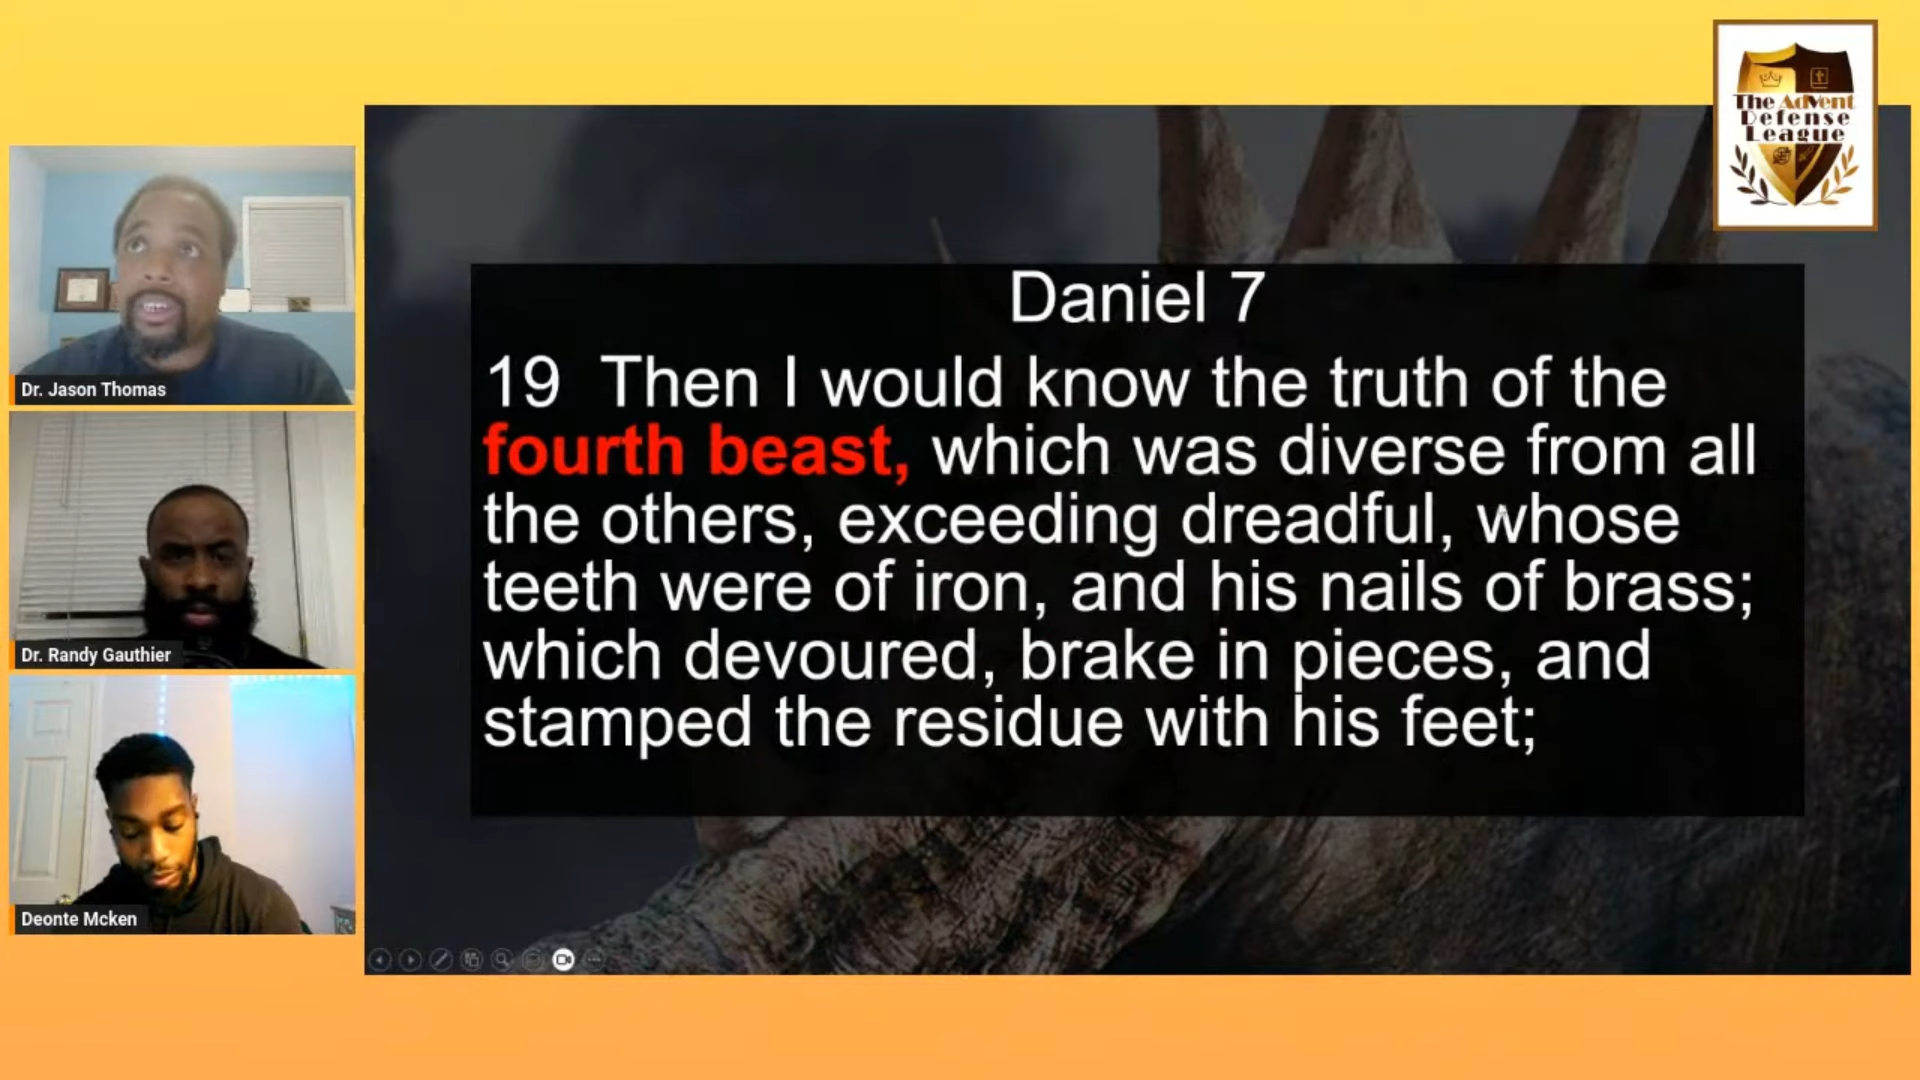 The Advent
Defense
League
Daniel 7
19 Then I would know the truth of the
fourth beast, which was diverse from all
the others, exceeding dreadful, whose
teeth were of iron, and his nails of brass;
which devoured, brake in pieces, and
stamped the residue with his feet;
Dr. Jason Thomas
Dr. Randy Gauthier
Deonte Mcken